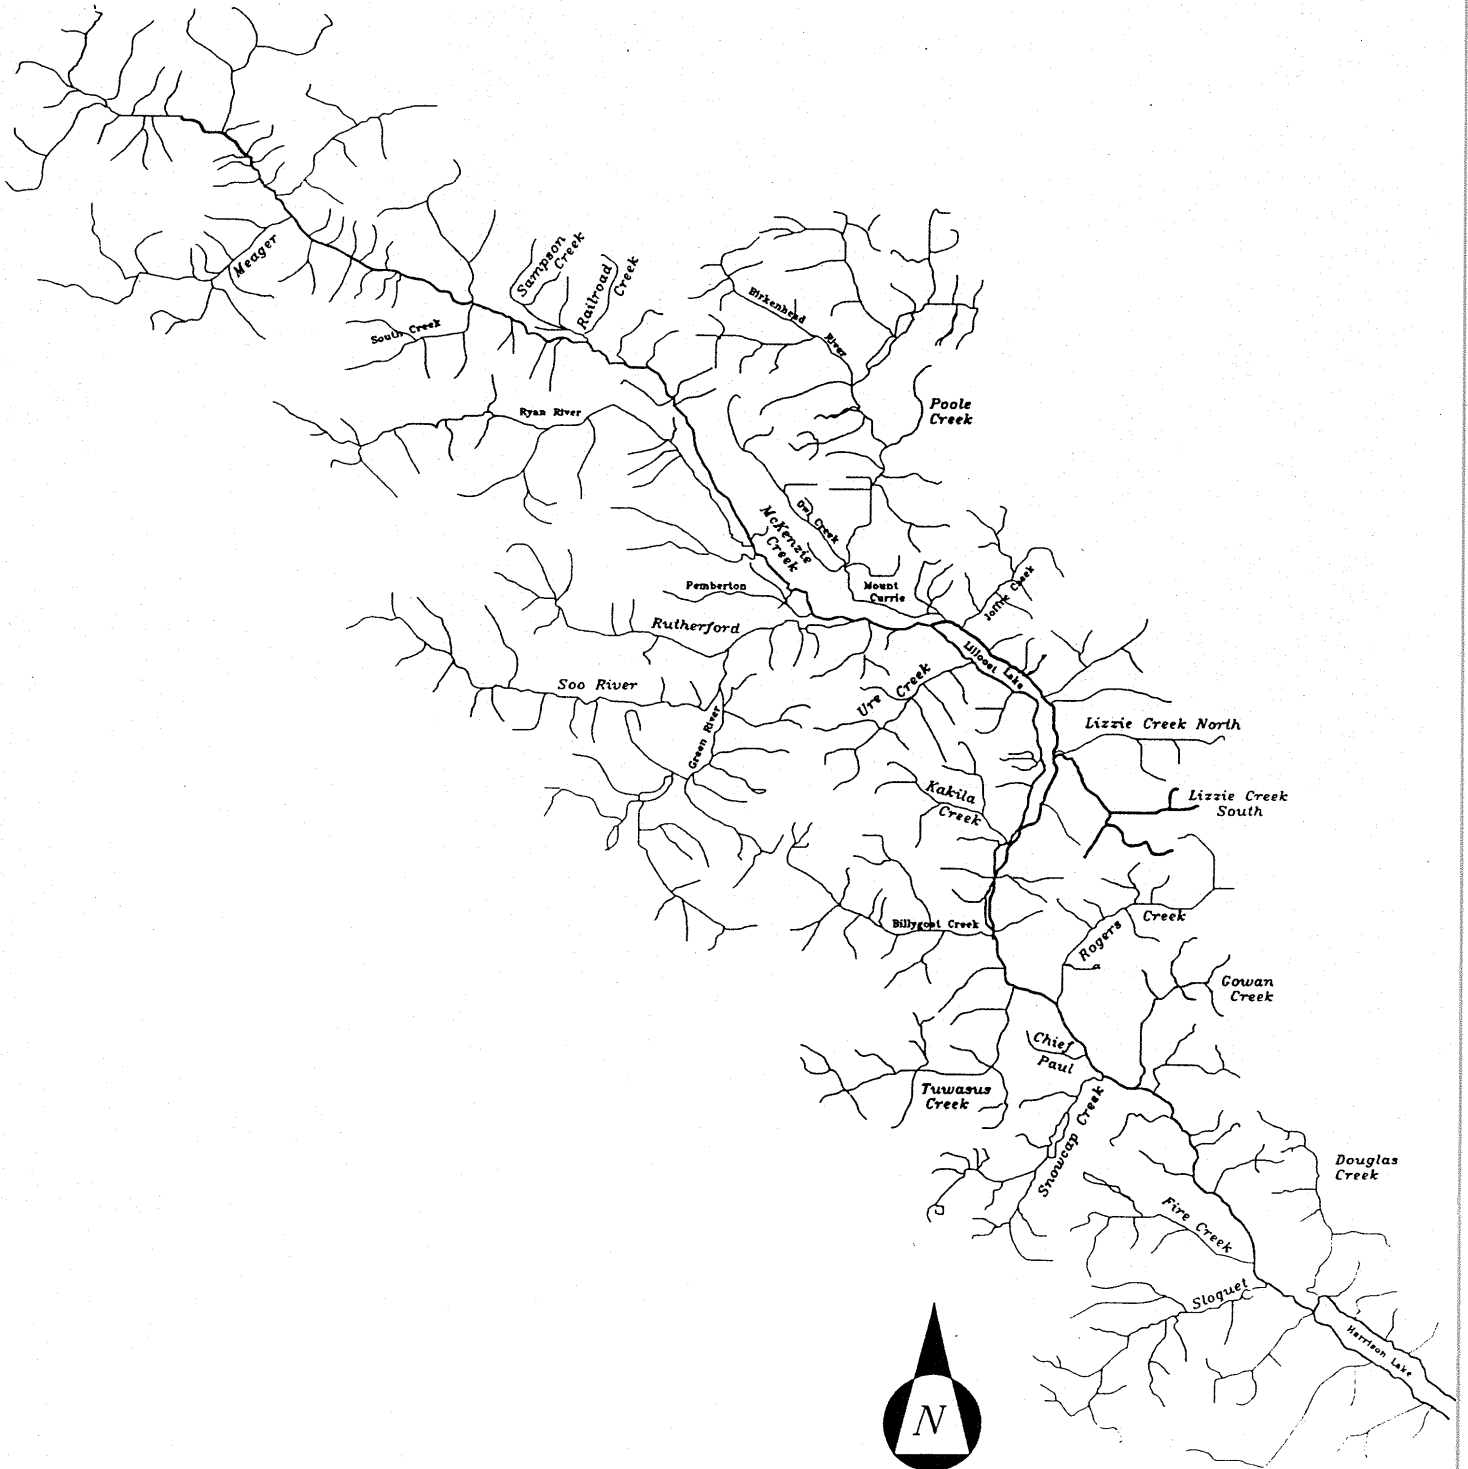 Meager
Sampson
Creek
Railroad
Creek
South Creek
Birkenhead
River
Ryan River
Poole
Creek
Owl Creek
McKenzie
Creek
Pemberton
Mount
Currie
Joffre Creek
Rutherford
Lillooet Lake
Soo River
Ure Creek
Green River
Lizzie Creek North
Kakila
Creek
Lizzie Creek
South
Billygoat Creek
Rogers
Creek
Gowan
Creek
Chief
Paul
Tuwasus
Creek
Snowcap Creek
Douglas
Creek
Fire Creek
Sloquet
Harrison Lake
N